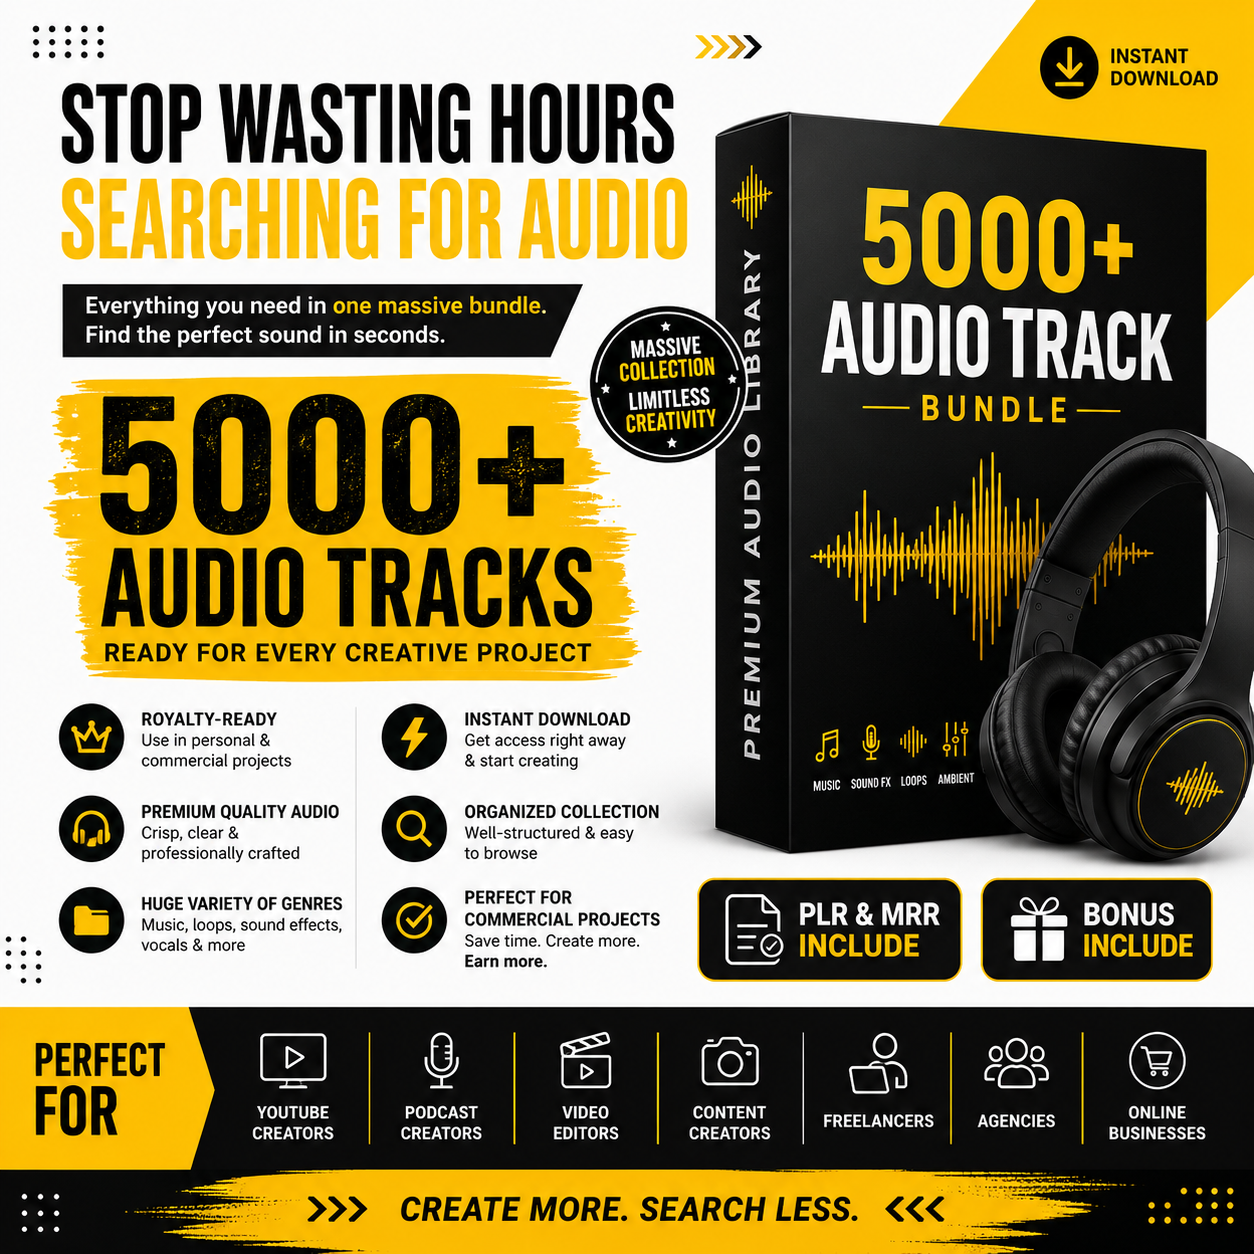 INSTANT
DOWNLOAD
STOP WASTING HOURS
SEARCHING FOR AUDIO
Everything you need in one massive bundle.
Find the perfect sound in seconds.
MASSIVE
COLLECTION
LIMITLESS
CREATIVITY
5000+
AUDIO TRACKS
READY FOR EVERY CREATIVE PROJECT
PREMIUM AUDIO LIBRARY
5000+
AUDIO TRACK
BUNDLE
MUSIC
SOUND FX
LOOPS
AMBIENT
ROYALTY-READY
Use in personal &
commercial projects
INSTANT DOWNLOAD
Get access right away
& start creating
PREMIUM QUALITY AUDIO
Crisp, clear &
professionally crafted
ORGANIZED COLLECTION
Well-structured & easy
to browse
HUGE VARIETY OF GENRES
Music, loops, sound effects,
vocals & more
PERFECT FOR
COMMERCIAL PROJECTS
Save time. Create more.
Earn more.
PLR & MRR
INCLUDE
BONUS
INCLUDE
PERFECT
FOR
YOUTUBE
CREATORS
PODCAST
CREATORS
VIDEO
EDITORS
CONTENT
CREATORS
FREELANCERS
AGENCIES
ONLINE
BUSINESSES
CREATE MORE. SEARCH LESS.